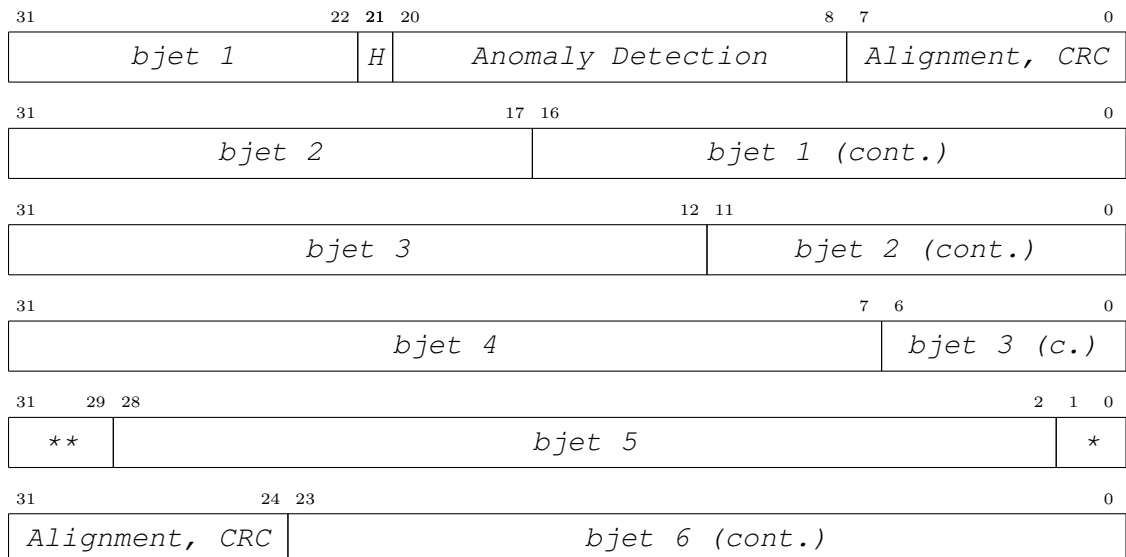 31 22 21 20 8 7 0
bjet 1 H Anomaly Detection Alignment, CRC
31 17 16 0
bjet 2 bjet 1 (cont.)
31 12 11 0
bjet 3 bjet 2 (cont.)
31 7 6 0
bjet 4 bjet 3 (c.)
31 29 28 2 1 0
** bjet 5 *
31 24 23 0
Alignment, CRC bjet 6 (cont.)